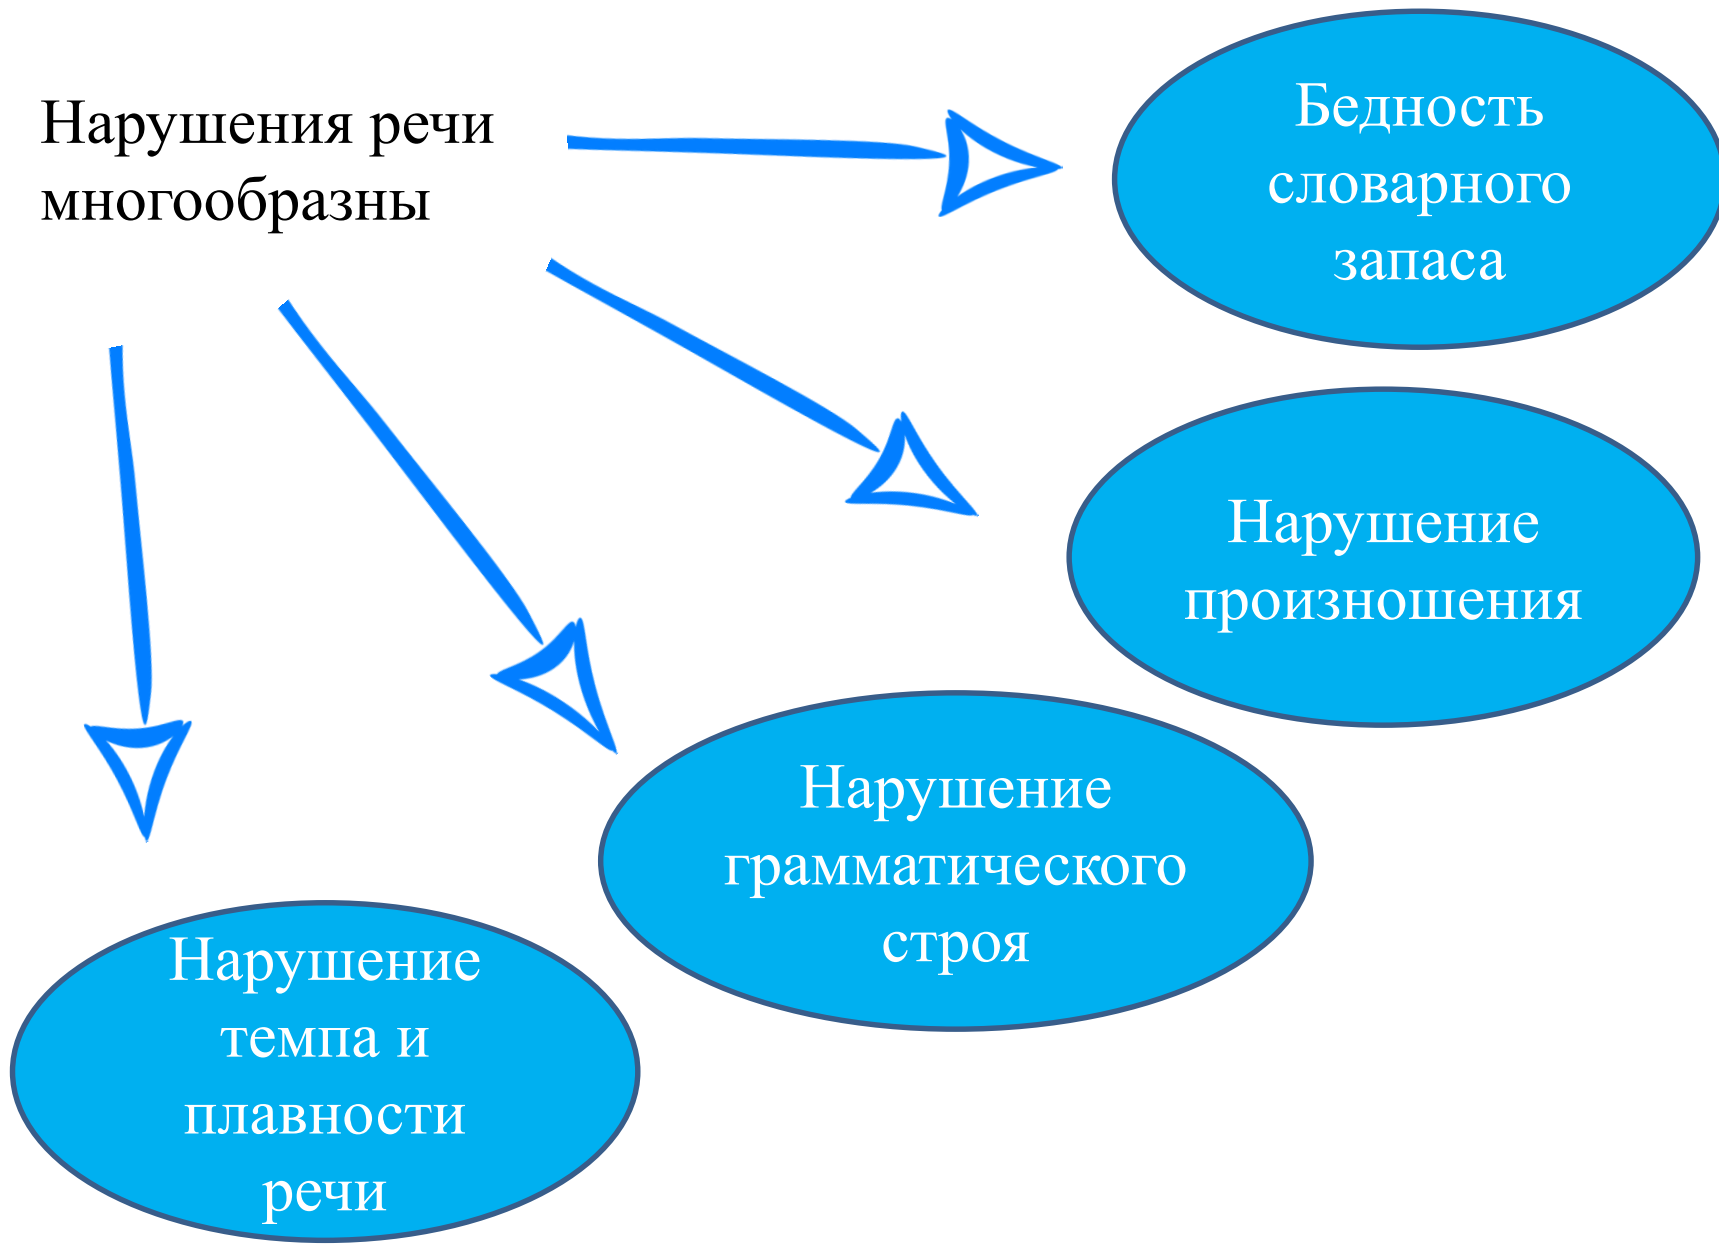 Нарушения речи
многообразны
Бедность
словарного
запаса
Нарушение
произношения
Нарушение
грамматического
строя
Нарушение
темпа и
плавности
речи